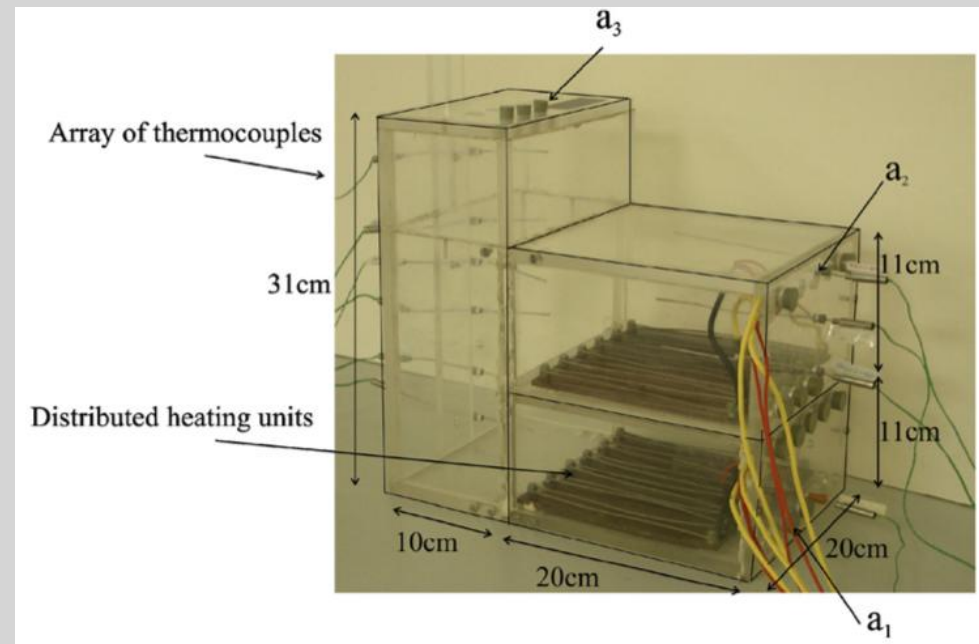 a₃
Array of thermocouples
a₂
11cm
31cm
Distributed heating units
11cm
10cm
20cm
20cm
a₁